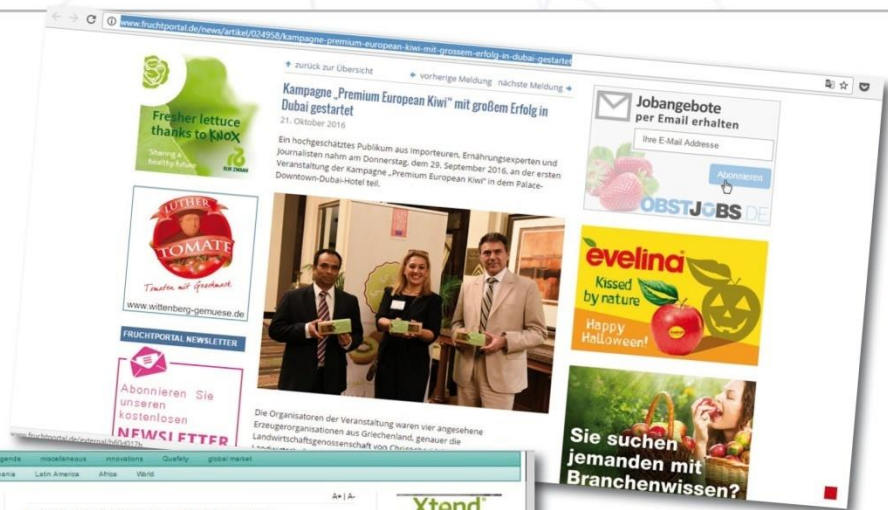 www.fruchtportal.de/news/artikel/024958/kampagne-premium-european-kiwi-mit-grossem-erfolg-in-dubai-gestartet
Fresher lettuce
thanks to KNOX
Sharing a
healthy future
RIJK ZWAAN
LUTHER
TOMATE
Tomaten mit Geschmack
www.wittenberg-gemuese.de
FRUCHTPORTAL NEWSLETTER
Abonnieren Sie
unseren
kostenlosen
NEWSLETTER
zurück zur Übersicht
vorherige Meldung nächste Meldung
Kampagne „Premium European Kiwi“ mit großem Erfolg in
Dubai gestartet
21. Oktober 2016
Ein hochgeschätztes Publikum aus Importeuren, Ernährungsexperten und
Journalisten nahm am Donnerstag, dem 29. September 2016, an der ersten
Veranstaltung der Kampagne „Premium European Kiwi“ in dem Palace-
Downtown-Dubai-Hotel teil.
Die Organisatoren der Veranstaltung waren vier angesehene
Erzeugerorganisationen aus Griechenland, genauer die
Landwirtschaftsgenossenschaft von
Jobangebote
per Email erhalten
Ihre E-Mail Addresse
Abonnieren
OBSTJOBS.DE
evelina®
Kissed
by nature
Happy
Halloween!
Sie suchen
jemanden mit
Branchenwissen?
miscellaneous innovations global market
Latin America Africa World
A+ | A-
Xtend®